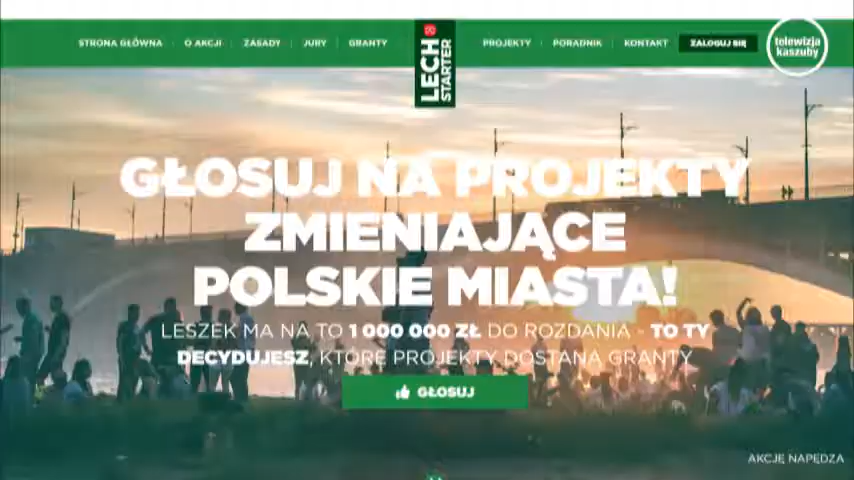 STRONA GŁÓWNA
O AKCJI
ZASADY
JURY
GRANTY
LECH
STARTER
PROJEKTY
PORADNIK
KONTAKT
ZALOGUJ SIĘ
telewizja
kaszuby
GŁOSUJ NA PROJEKTY
ZMIENIAJĄCE
POLSKIE MIASTA!
LESZEK MA NA TO 1 000 000 ZŁ DO ROZDANIA - TO TY
DECYDUJESZ, KTÓRE PROJEKTY DOSTANĄ GRANTY
GŁOSUJ
AKCJĘ NAPĘDZA